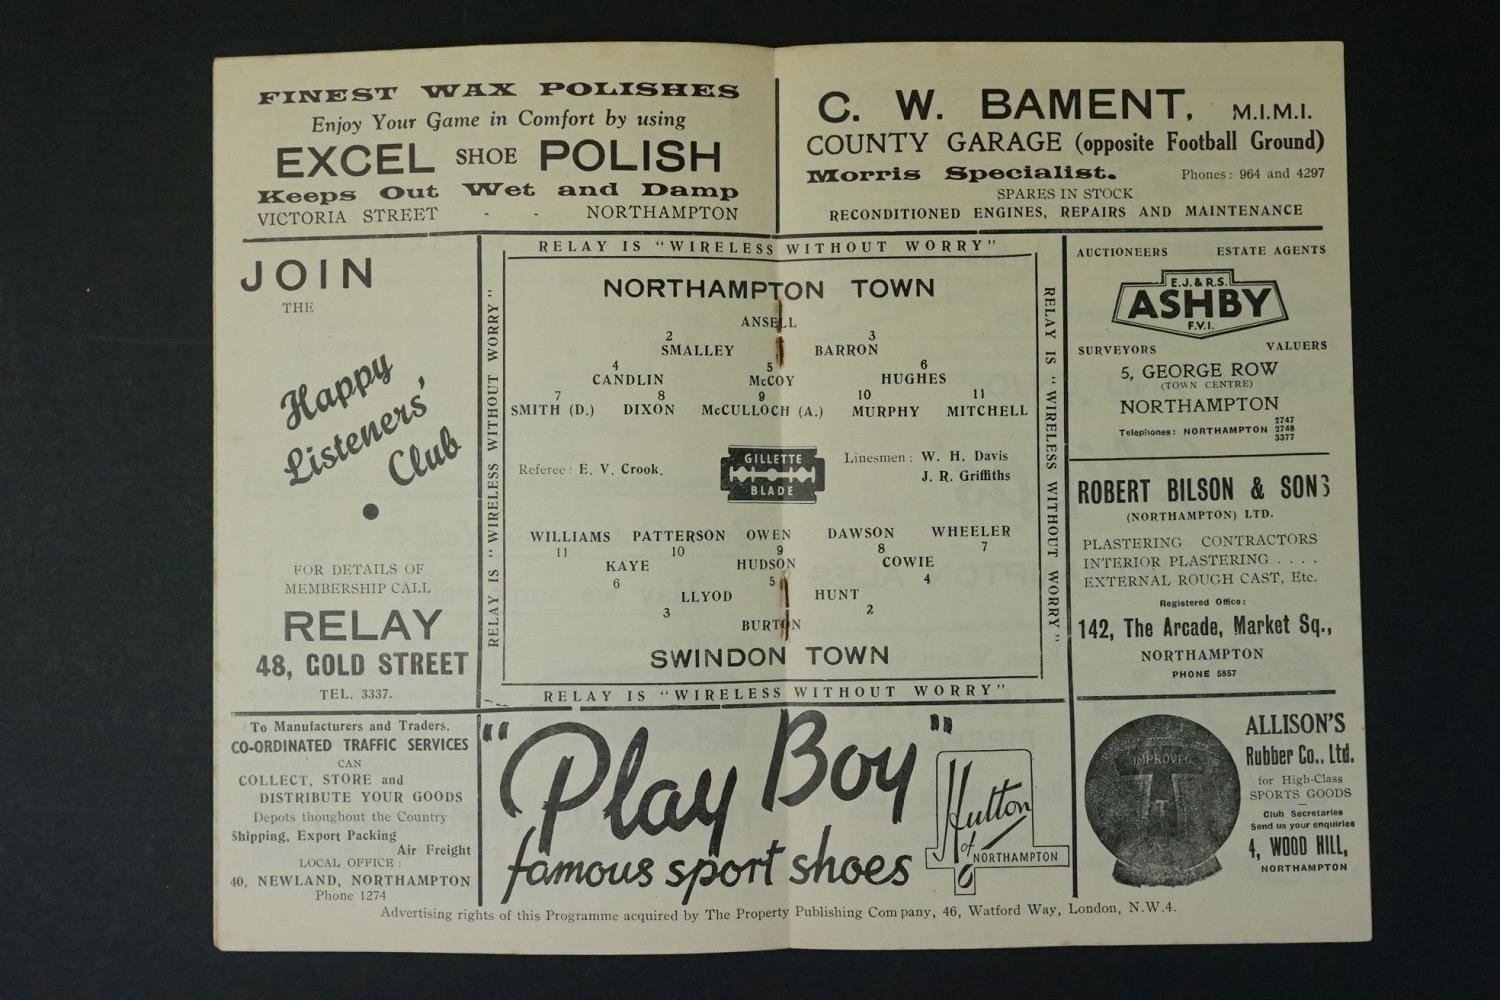 FINEST WAX POLISHES
Enjoy Your Game in Comfort by using
EXCEL SHOE POLISH
Keeps Out Wet and Damp
VICTORIA STREET - - NORTHAMPTON
C. W. BAMENT, M.I.M.I.
COUNTY GARAGE (opposite Football Ground)
Morris Specialist. Phones: 964 and 4297
SPARES IN STOCK
RECONDITIONED ENGINES, REPAIRS AND MAINTENANCE
JOIN
THE
Happy
Listeners'
Club
FOR DETAILS OF
MEMBERSHIP CALL
RELAY
48, GOLD STREET
TEL. 3337.
RELAY IS "WIRELESS WITHOUT WORRY"
RELAY IS "WIRELESS WITHOUT WORRY"
NORTHAMPTON TOWN
ANSELL
2 3
SMALLEY BARRON
4 5 6
CANDLIN McCOY HUGHES
7 8 9 10 11
SMITH (D.) DIXON McCULLOCH (A.) MURPHY MITCHELL
Referee: E. V. Crook.
GILLETTE
BLADE
Linesmen: W. H. Davis
J. R. Griffiths
WILLIAMS PATTERSON OWEN DAWSON WHEELER
11 10 9 8 7
KAYE HUDSON COWIE
6 5 4
LLYOD HUNT
3 2
BURTON
SWINDON TOWN
RELAY IS "WIRELESS WITHOUT WORRY"
RELAY IS "WIRELESS WITHOUT WORRY"
AUCTIONEERS ESTATE AGENTS
E.J. & R.S.
ASHBY
F.V.I.
SURVEYORS VALUERS
5, GEORGE ROW
(TOWN CENTRE)
NORTHAMPTON
Telephones: NORTHAMPTON 2747
2748
3377
ROBERT BILSON & SONS
(NORTHAMPTON) LTD.
PLASTERING CONTRACTORS
INTERIOR PLASTERING . . . .
EXTERNAL ROUGH CAST, Etc.
Registered Office:
142, The Arcade, Market Sq.,
NORTHAMPTON
PHONE 5857
To Manufacturers and Traders.
CO-ORDINATED TRAFFIC SERVICES
CAN
COLLECT, STORE and
DISTRIBUTE YOUR GOODS
Depots thoughout the Country
Shipping, Export Packing
Air Freight
LOCAL OFFICE:
40, NEWLAND, NORTHAMPTON
Phone 1274
"Play Boy"
famous sport shoes
Hutton
of
NORTHAMPTON
IMPROVED
T
ALLISON'S
Rubber Co., Ltd.
for High-Class
SPORTS GOODS
Club Secretaries
Send us your enquiries
4, WOOD HILL,
NORTHAMPTON
Advertising rights of this Programme acquired by The Property Publishing Company, 46, Watford Way, London, N.W.4.